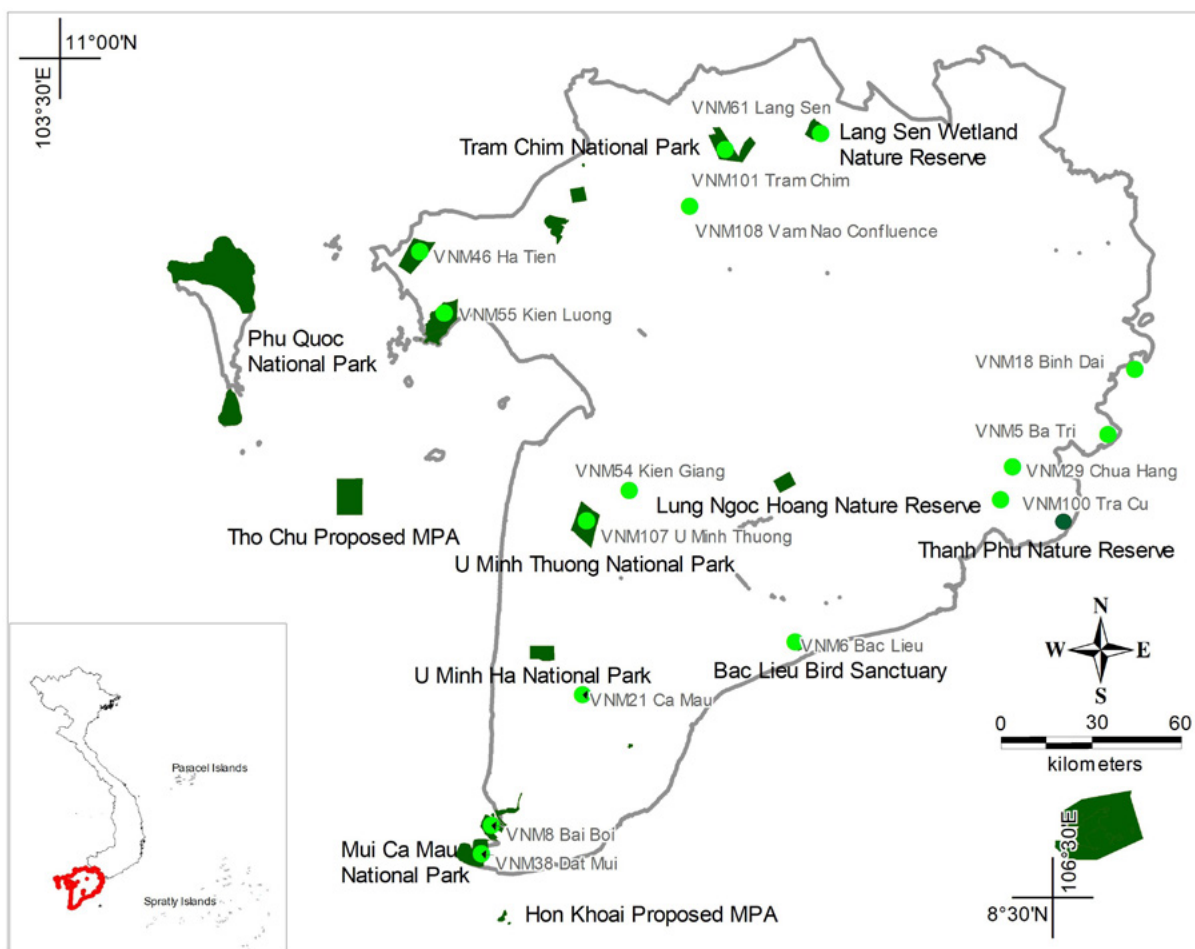 11°00'N
103°30'E
VNM61 Lang Sen
Tram Chim National Park
Lang Sen Wetland
Nature Reserve
VNM101 Tram Chim
VNM108 Vam Nao Confluence
VNM46 Ha Tien
VNM55 Kien Luong
Phu Quoc
National Park
VNM18 Binh Dai
VNM5 Ba Tri
VNM54 Kien Giang
VNM29 Chua Hang
Lung Ngoc Hoang Nature Reserve
VNM100 Tra Cu
Tho Chu Proposed MPA
VNM107 U Minh Thuong
Thanh Phu Nature Reserve
U Minh Thuong National Park
N
W
E
S
VNM6 Bac Lieu
U Minh Ha National Park
Bac Lieu Bird Sanctuary
VNM21 Ca Mau
0 30 60
kilometers
Paracel Islands
VNM8 Bai Boi
Mui Ca Mau
National Park
VNM38 Dat Mui
106°30'E
Spratly Islands
Hon Khoai Proposed MPA
8°30'N